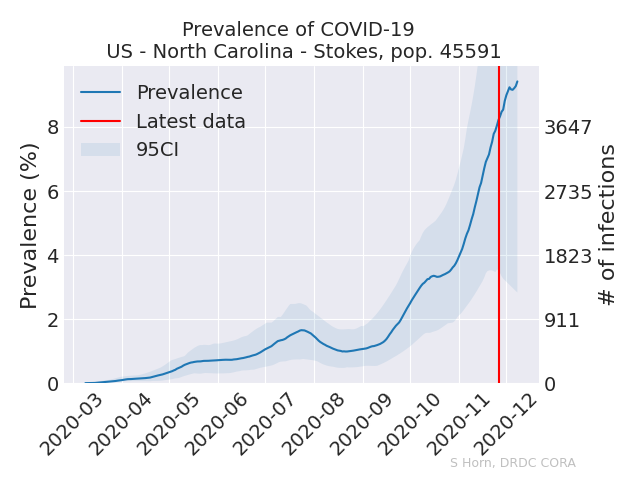 Prevalence of COVID-19
US - North Carolina - Stokes, pop. 45591
Prevalence
Latest data
95CI
Prevalence (%)
8
6
4
2
0
3647
2735
1823
911
0
# of infections
2020-03
2020-04
2020-05
2020-06
2020-07
2020-08
2020-09
2020-10
2020-11
2020-12
S Horn, DRDC CORA